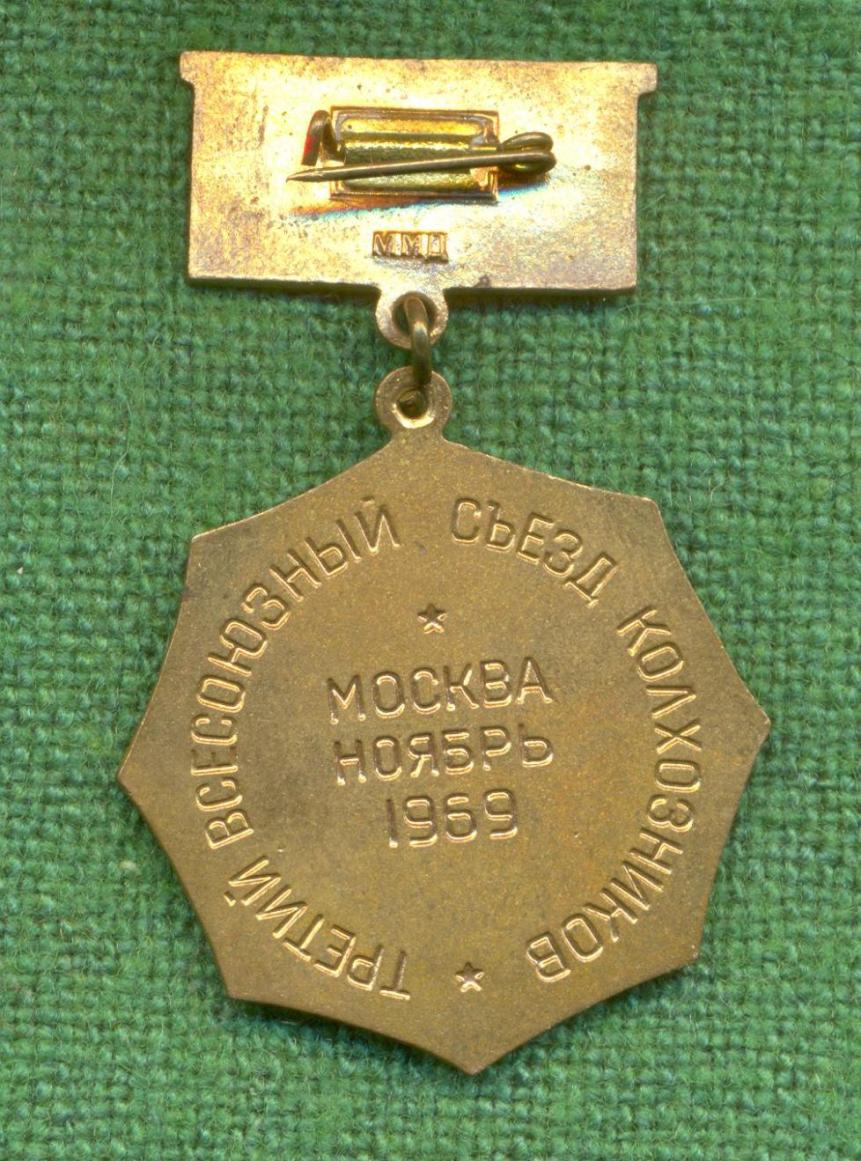 ММД
ТРЕТИЙ ВСЕСОЮЗНЫЙ СЪЕЗД КОЛХОЗНИКОВ
МОСКВА
НОЯБРЬ
1969